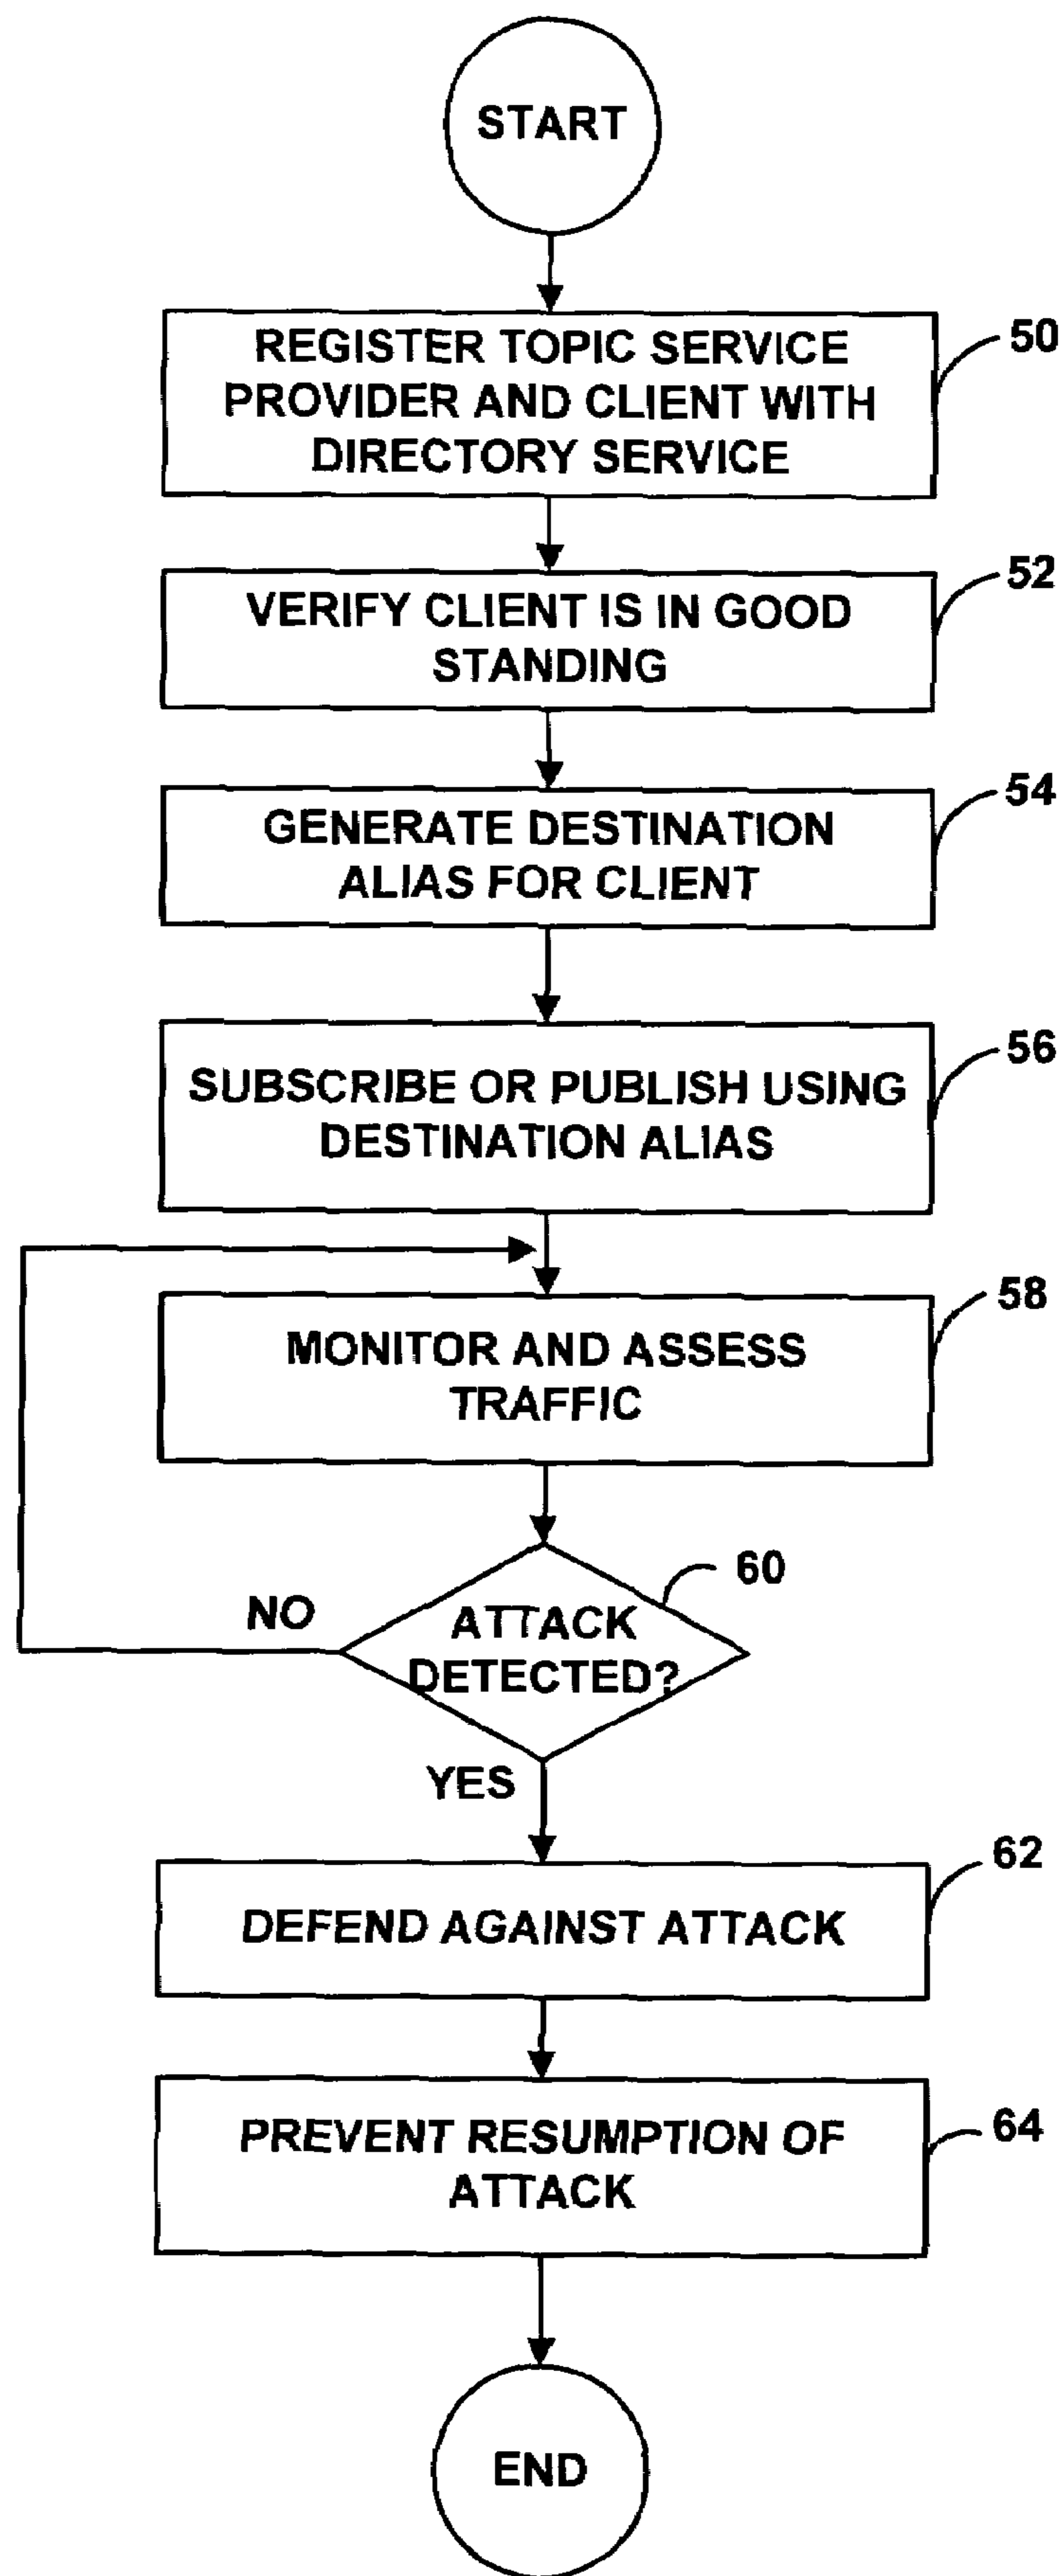 START
REGISTER TOPIC SERVICE
PROVIDER AND CLIENT WITH
DIRECTORY SERVICE
50
VERIFY CLIENT IS IN GOOD
STANDING
52
GENERATE DESTINATION
ALIAS FOR CLIENT
54
SUBSCRIBE OR PUBLISH USING
DESTINATION ALIAS
56
MONITOR AND ASSESS
TRAFFIC
58
ATTACK
DETECTED?
60
NO
YES
DEFEND AGAINST ATTACK
62
PREVENT RESUMPTION OF
ATTACK
64
END